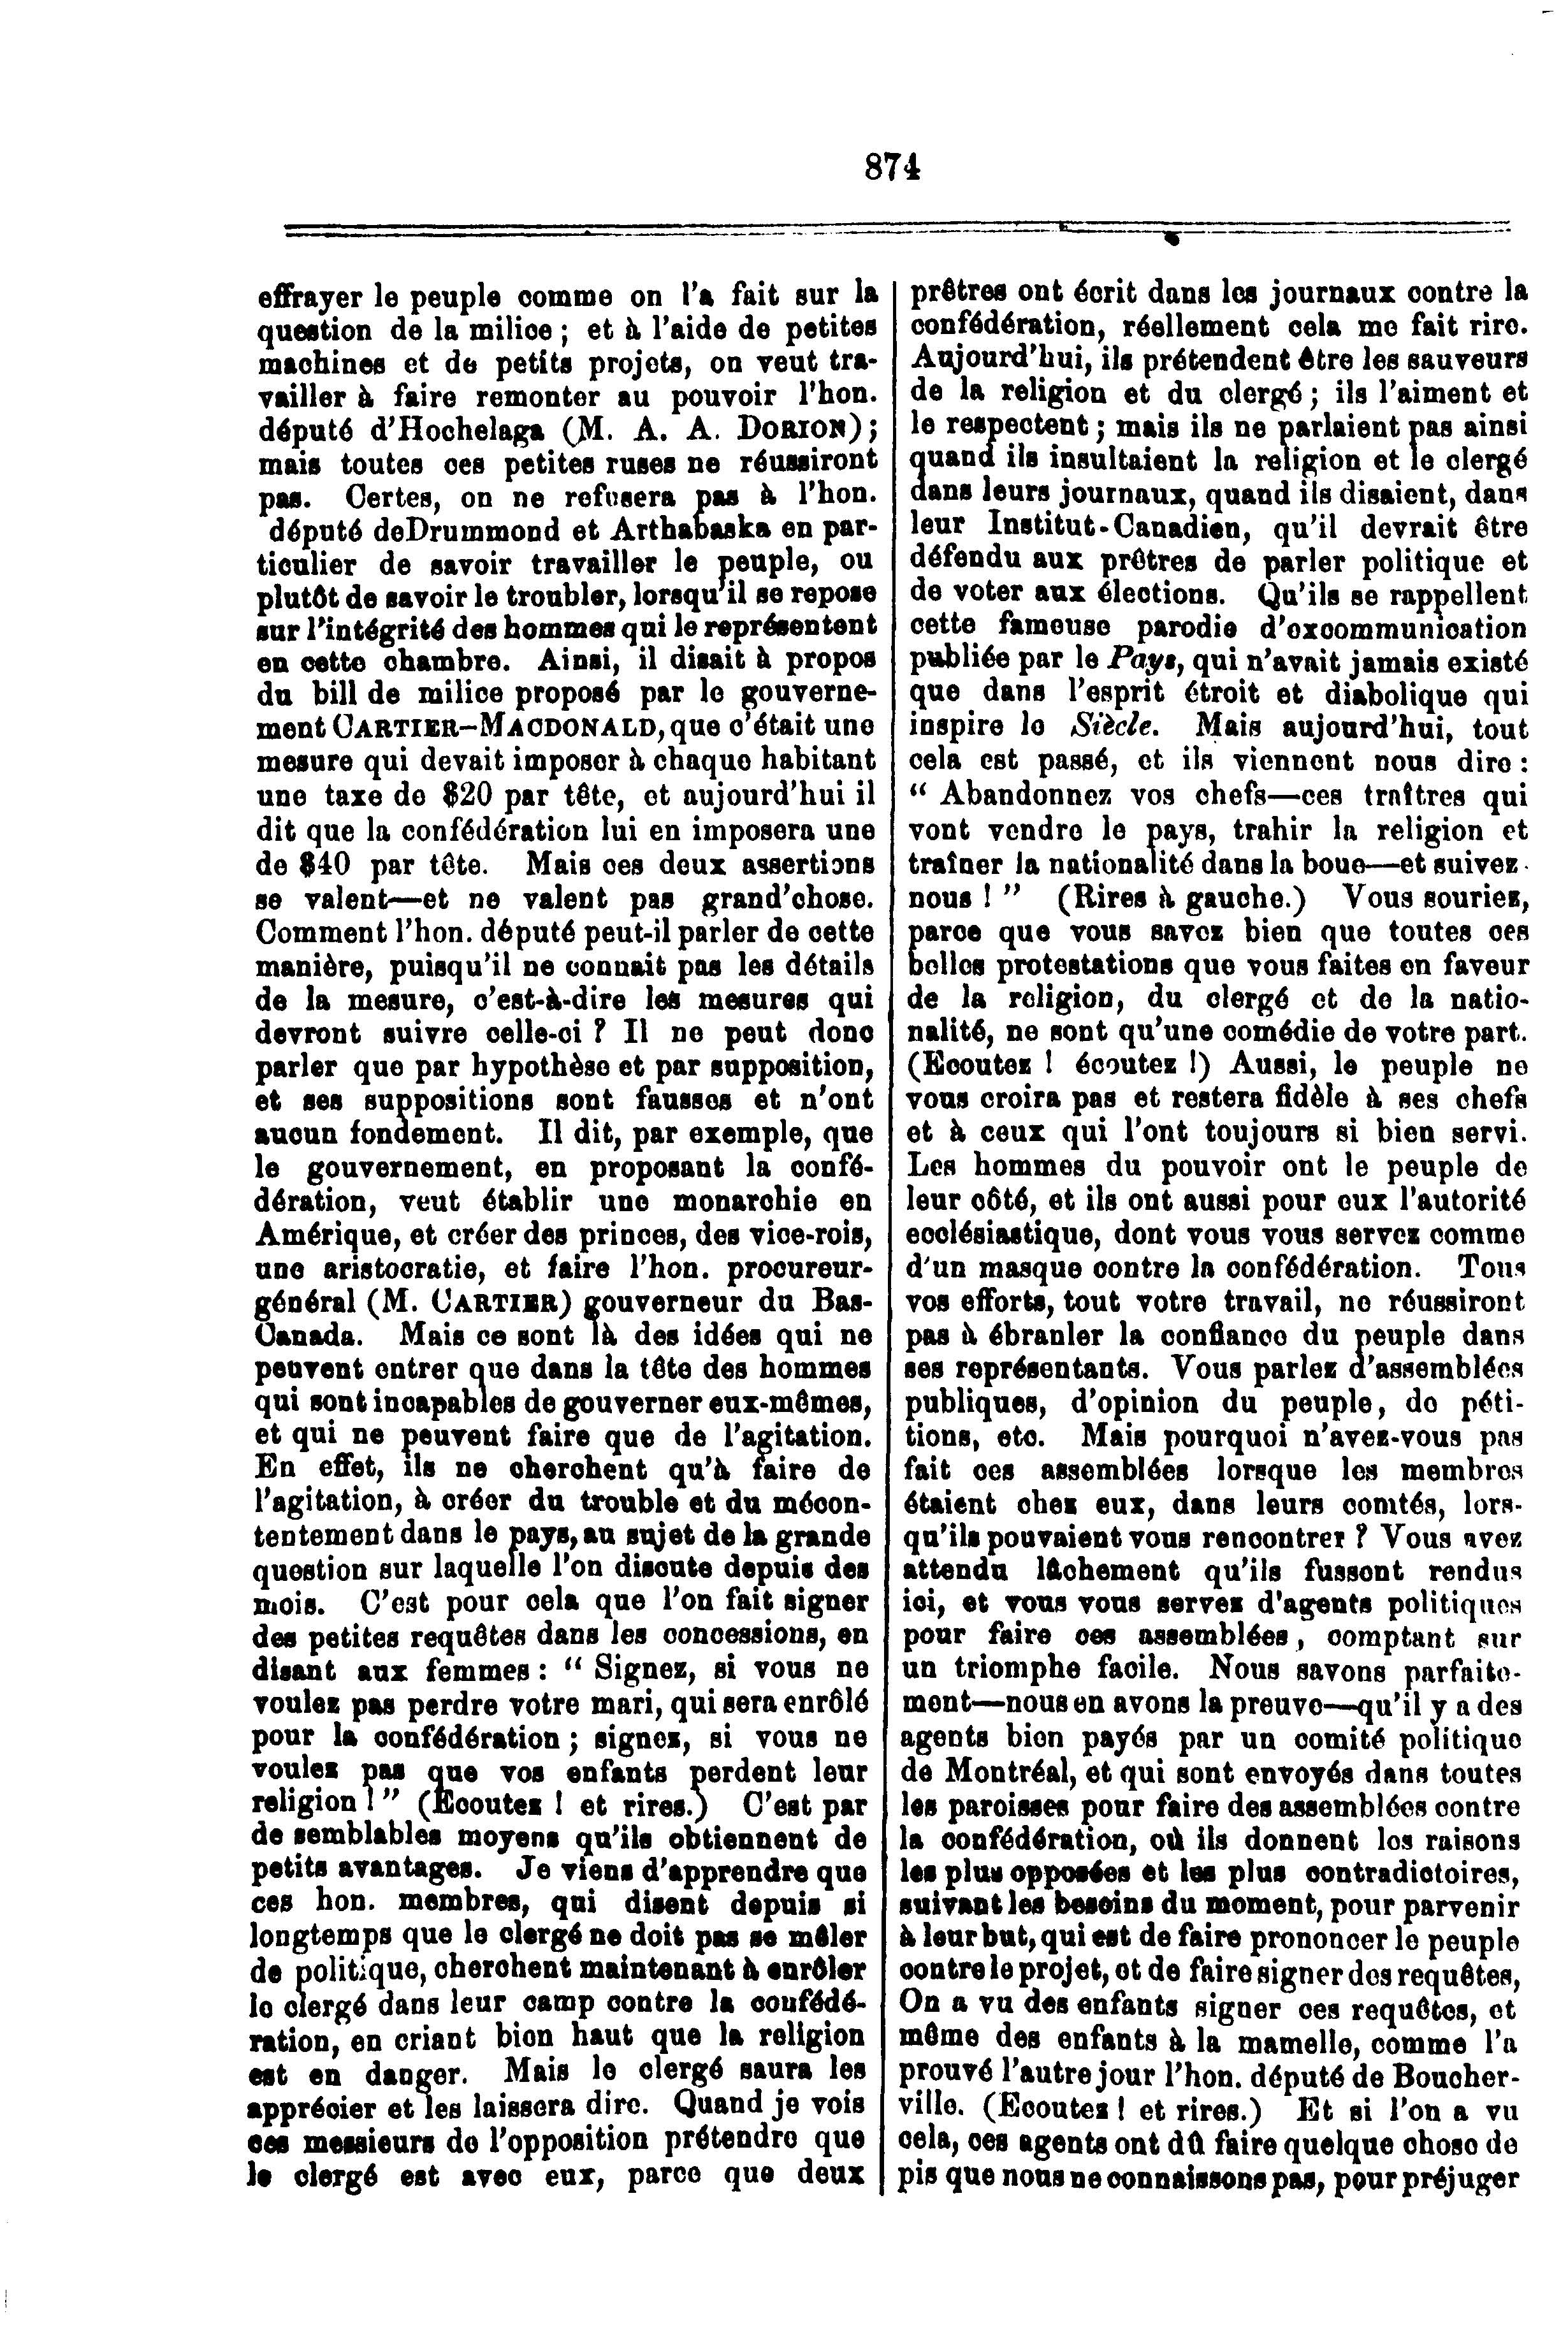 874
effrayer le peuple comme on l'a fait sur la
question de la milice ; et à l'aide de petites
machines et de petits projets, on veut tra-
vailler à faire remonter au pouvoir l'hon.
député d'Hochelaga (M. A. A. DORION) ;
mais toutes ces petites ruses ne réussiront
pas. Certes, on ne refusera pas à l'hon.
député deDrummond et Arthabaska en par-
ticulier de savoir travailler le peuple, ou
plutôt de savoir le troubler, lorsqu'il se repose
sur l'intégrité des hommes qui le représentent
en cette chambre. Ainsi, il disait à propos
du bill de milice proposé par le gouverne-
ment CARTIER–MACDONALD, que c'était une
mesure qui devait imposer à chaque habitant
une taxe de $20 par tête, et aujourd'hui il
dit que la confédération lui en imposera une
de $40 par tête. Mais ces deux assertions
se valent—et ne valent pas grand'chose.
Comment l'hon. député peut-il parler de cette
manière, puisqu'il ne connait pas les détails
de la mesure, c'est-à-dire les mesures qui
devront suivre celle-ci ? Il ne peut donc
parler que par hypothèse et par supposition,
et ses suppositions sont fausses et n'ont
aucun fondement. Il dit, par exemple, que
le gouvernement, en proposant la confé-
dération, veut établir une monarchie en
Amérique, et créer des princes, des vice-rois,
une aristocratie, et faire l'hon. procureur-
général (M. CARTIER) gouverneur du Bas-
Canada. Mais ce sont là des idées qui ne
peuvent entrer que dans la tête des hommes
qui sont incapables de gouverner eux-mêmes,
et qui ne peuvent faire que de l'agitation.
En effet, ils ne cherchent qu'à faire de
l'agitation, à créer du trouble et du mécon-
tentement dans le pays, au sujet de la grande
question sur laquelle l'on discute depuis des
mois. C'est pour cela que l'on fait signer
des petites requêtes dans les concessions, en
disant aux femmes : “ Signez, si vous ne
voulez pas perdre votre mari, qui sera enrôlé
pour la confédération ; signez, si vous ne
voulez pas que vos enfants perdent leur
religion ! ” (Ecoutez ! et rires.) C'est par
de semblables moyens qu'ils obtiennent de
petits avantages. Je viens d'apprendre que
ces hon. membres, qui disent depuis si
longtemps que le clergé ne doit pas se mêler
de politique, cherchent maintenant à enrôler
le clergé dans leur camp contre la confédé-
ration, en criant bien haut que la religion
est en danger. Mais le clergé saura les
apprécier et les laissera dire. Quand je vois
ces messieurs de l'opposition prétendre que
le clergé est avec eux, parce que deux
prêtres ont écrit dans les journaux contre la
confédération, réellement cela me fait rire.
Aujourd'hui, ils prétendent être les sauveurs
de la religion et du clergé ; ils l'aiment et
le respectent ; mais ils ne parlaient pas ainsi
quand ils insultaient la religion et le clergé
dans leurs journaux, quand ils disaient, dans
leur Institut-Canadien, qu'il devrait être
défendu aux prêtres de parler politique et
de voter aux élections. Qu'ils se rappellent
cette fameuse parodie d'excommunication
publiée par le Pays, qui n'avait jamais existé
que dans l'esprit étroit et diabolique qui
inspire le Siècle. Mais aujourd'hui, tout
cela est passé, et ils viennent nous dire :
“ Abandonnez vos chefs—ces traîtres qui
vont vendre le pays, trahir la religion et
traîner la nationalité dans la boue—et suivez-
nous ! ” (Rires à gauche.) Vous souriez,
parce que vous savez bien que toutes ces
belles protestations que vous faites en faveur
de la religion, du clergé et de la natio-
nalité, ne sont qu'une comédie de votre part.
(Ecoutez ! écoutez !) Aussi, le peuple ne
vous croira pas et restera fidèle à ses chefs
et à ceux qui l'ont toujours si bien servi.
Les hommes du pouvoir ont le peuple de
leur côté, et ils ont aussi pour eux l'autorité
ecclésiastique, dont vous vous servez comme
d'un masque contre la confédération. Tous
vos efforts, tout votre travail, ne réussiront
pas à ébranler la confiance du peuple dans
ses représentants. Vous parlez d'assemblées
publiques, d'opinion du peuple, de péti-
tions, etc. Mais pourquoi n'avez-vous pas
fait ces assemblées lorsque les membres
étaient chez eux, dans leurs comtés, lors-
qu'ils pouvaient vous rencontrer ? Vous avez
attendu lâchement qu'ils fussent rendus
ici, et vous vous servez d'agents politiques
pour faire ces assemblées, comptant sur
un triomphe facile. Nous savons parfaite-
ment—nous en avons la preuve—qu'il y a des
agents bien payés par un comité politique
de Montréal, et qui sont envoyés dans toutes
les paroisses pour faire des assemblées contre
la confédération, où ils donnent les raisons
les plus opposées et les plus contradictoires,
suivant les besoins du moment, pour parvenir
à leur but, qui est de faire prononcer le peuple
contre le projet, et de faire signer des requêtes,
On a vu des enfants signer ces requêtes, et
même des enfants à la mamelle, comme l'a
prouvé l'autre jour l'hon. député de Boucher-
ville. (Ecoutez ! et rires.) Et si l'on a vu
cela, ces agents ont dû faire quelque chose de
pis que nous ne connaissons pas, pour préjuger